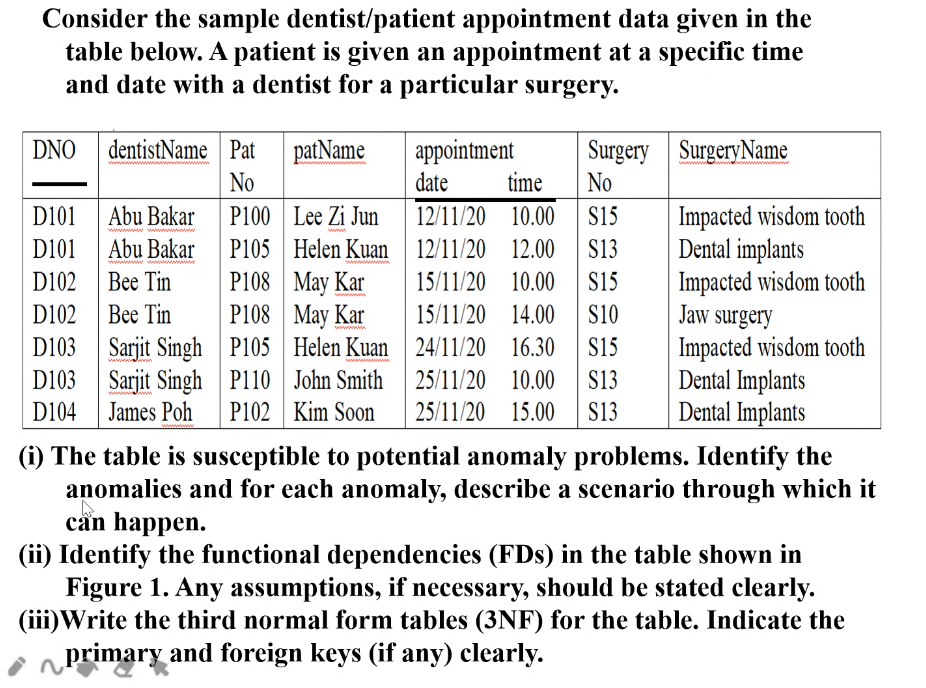 Consider the sample dentist/patient appointment data given in the
table below. A patient is given an appointment at a specific time
and date with a dentist for a particular surgery.
DNO dentistName Pat patName appointment Surgery SurgeryName
No date time No
D101 Abu Bakar P100 Lee Zi Jun 12/11/20 10.00 S15 Impacted wisdom tooth
D101 Abu Bakar P105 Helen Kuan 12/11/20 12.00 S13 Dental implants
D102 Bee Tin P108 May Kar 15/11/20 10.00 S15 Impacted wisdom tooth
D102 Bee Tin P108 May Kar 15/11/20 14.00 S10 Jaw surgery
D103 Sarjit Singh P105 Helen Kuan 24/11/20 16.30 S15 Impacted wisdom tooth
D103 Sarjit Singh P110 John Smith 25/11/20 10.00 S13 Dental Implants
D104 James Poh P102 Kim Soon 25/11/20 15.00 S13 Dental Implants
(i) The table is susceptible to potential anomaly problems. Identify the
anomalies and for each anomaly, describe a scenario through which it
can happen.
(ii) Identify the functional dependencies (FDs) in the table shown in
Figure 1. Any assumptions, if necessary, should be stated clearly.
(iii)Write the third normal form tables (3NF) for the table. Indicate the
primary and foreign keys (if any) clearly.